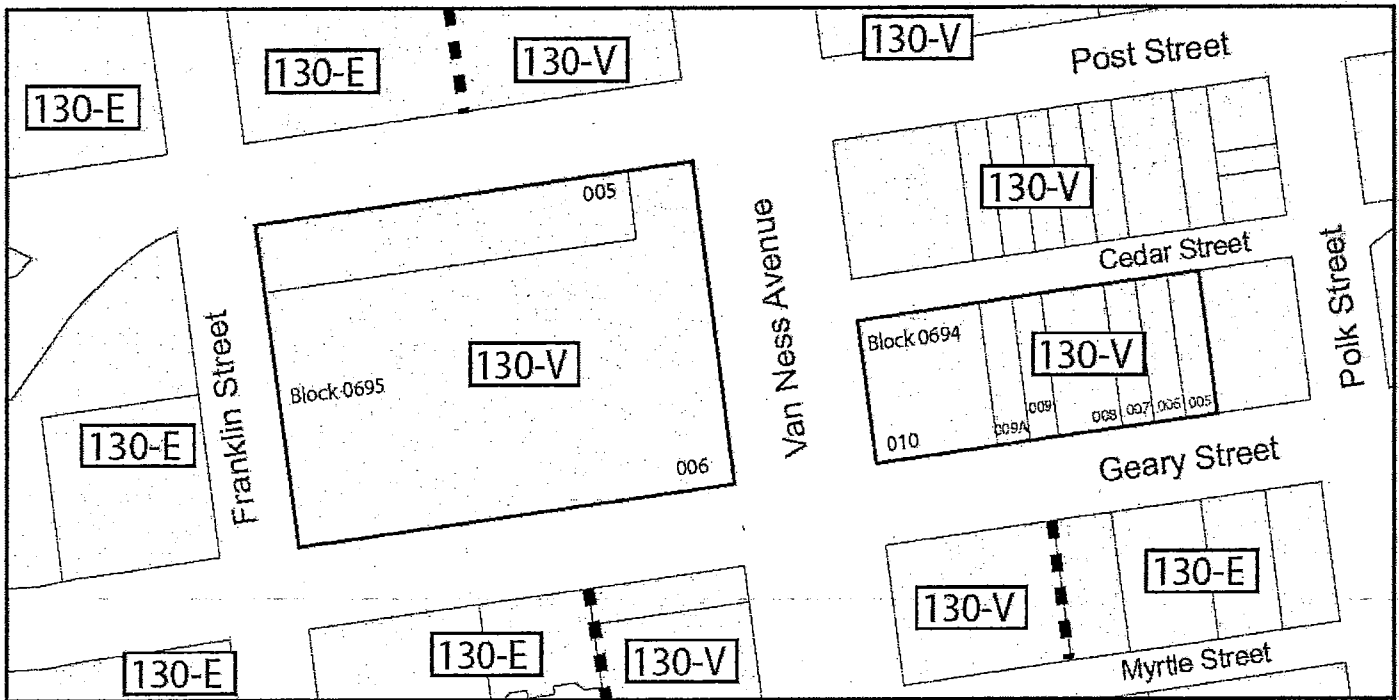 130-V
Post Street
130-E
130-V
130-E
005
130-V
Van Ness Avenue
Cedar Street
Polk Street
Franklin Street
Block 0695
130-V
006
Block 0694
130-V
010
009A
009
008
007
006
005
130-E
Geary Street
130-E
130-V
130-E
130-V
130-E
Myrtle Street